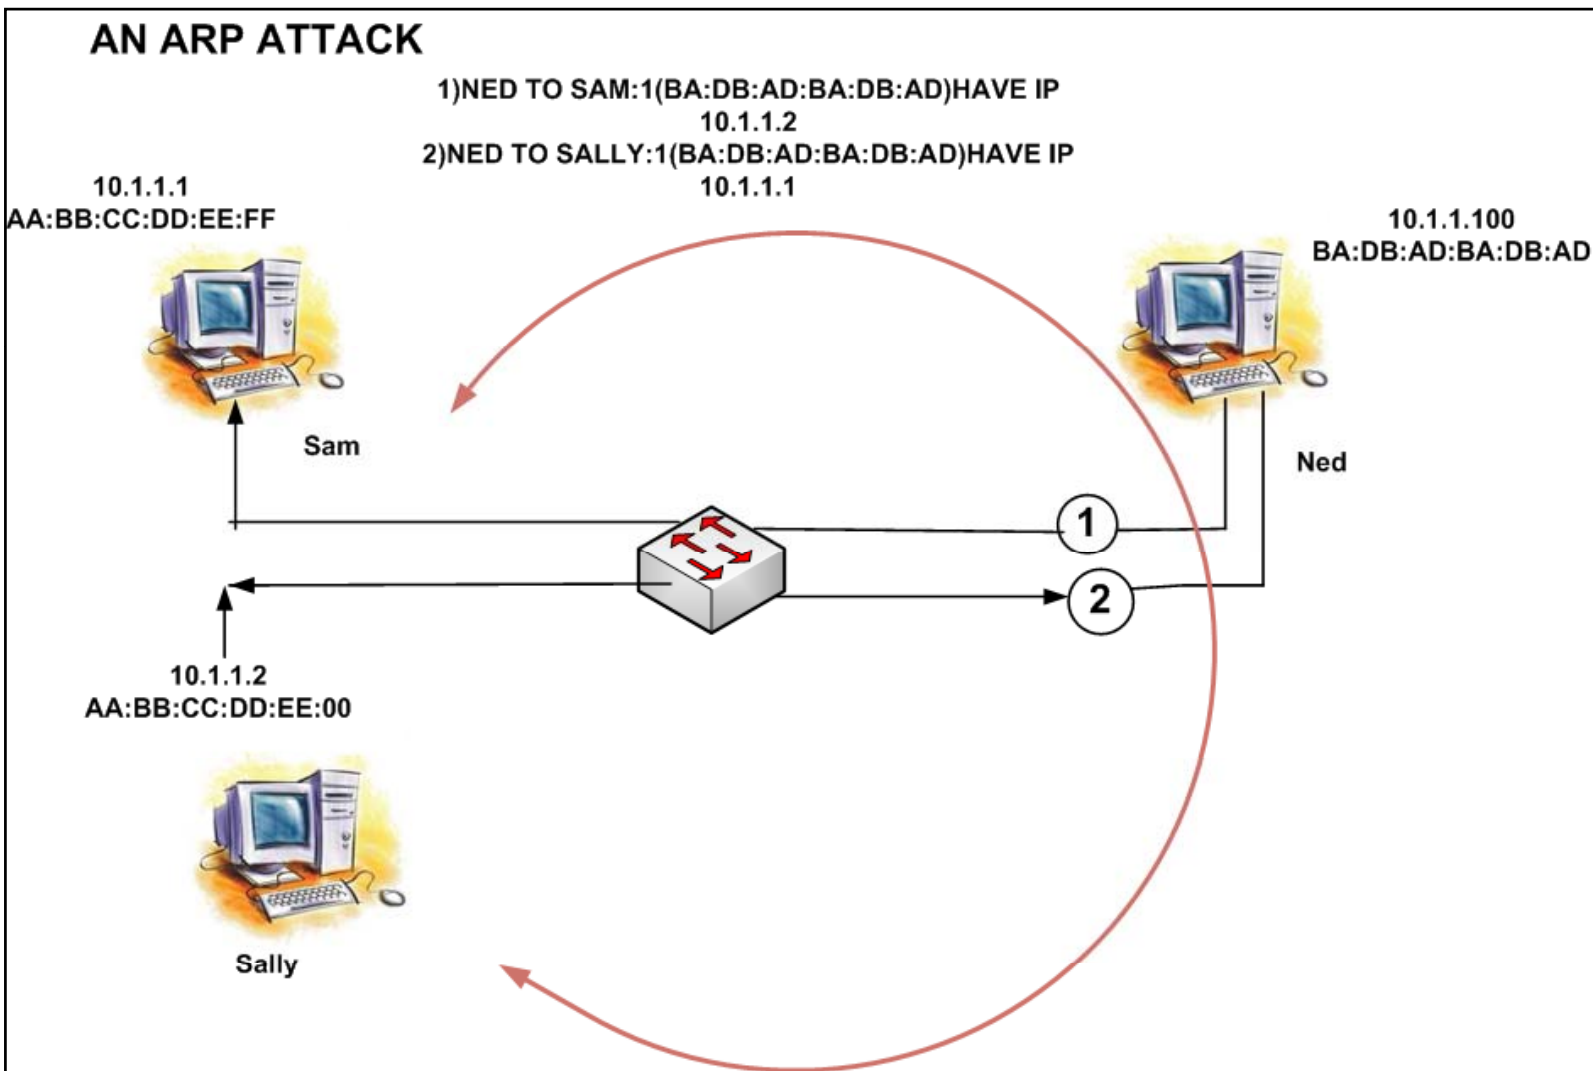 AN ARP ATTACK
1)NED TO SAM:1(BA:DB:AD:BA:DB:AD)HAVE IP
10.1.1.2
2)NED TO SALLY:1(BA:DB:AD:BA:DB:AD)HAVE IP
10.1.1.1
10.1.1.1
AA:BB:CC:DD:EE:FF
10.1.1.100
BA:DB:AD:BA:DB:AD
Sam
Ned
1
2
10.1.1.2
AA:BB:CC:DD:EE:00
Sally